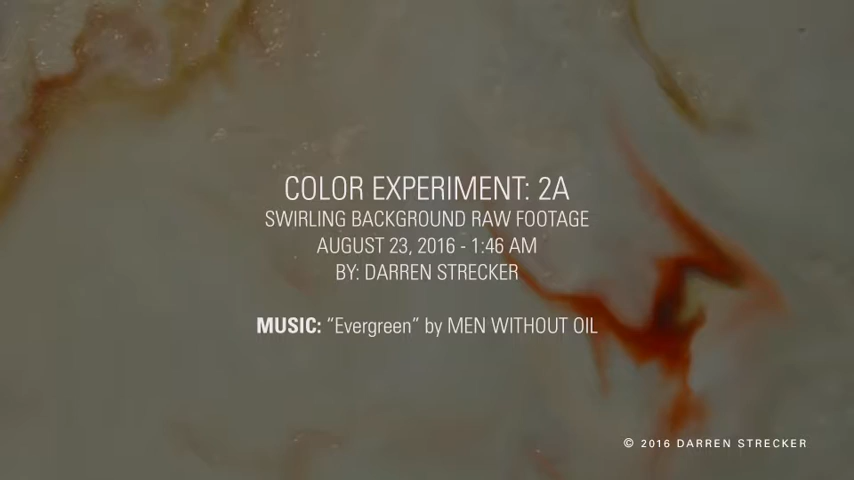 COLOR EXPERIMENT: 2A
SWIRLING BACKGROUND RAW FOOTAGE
AUGUST 23, 2016 - 1:46 AM
BY: DARREN STRECKER
MUSIC: “Evergreen” by MEN WITHOUT OIL
© 2016 DARREN STRECKER